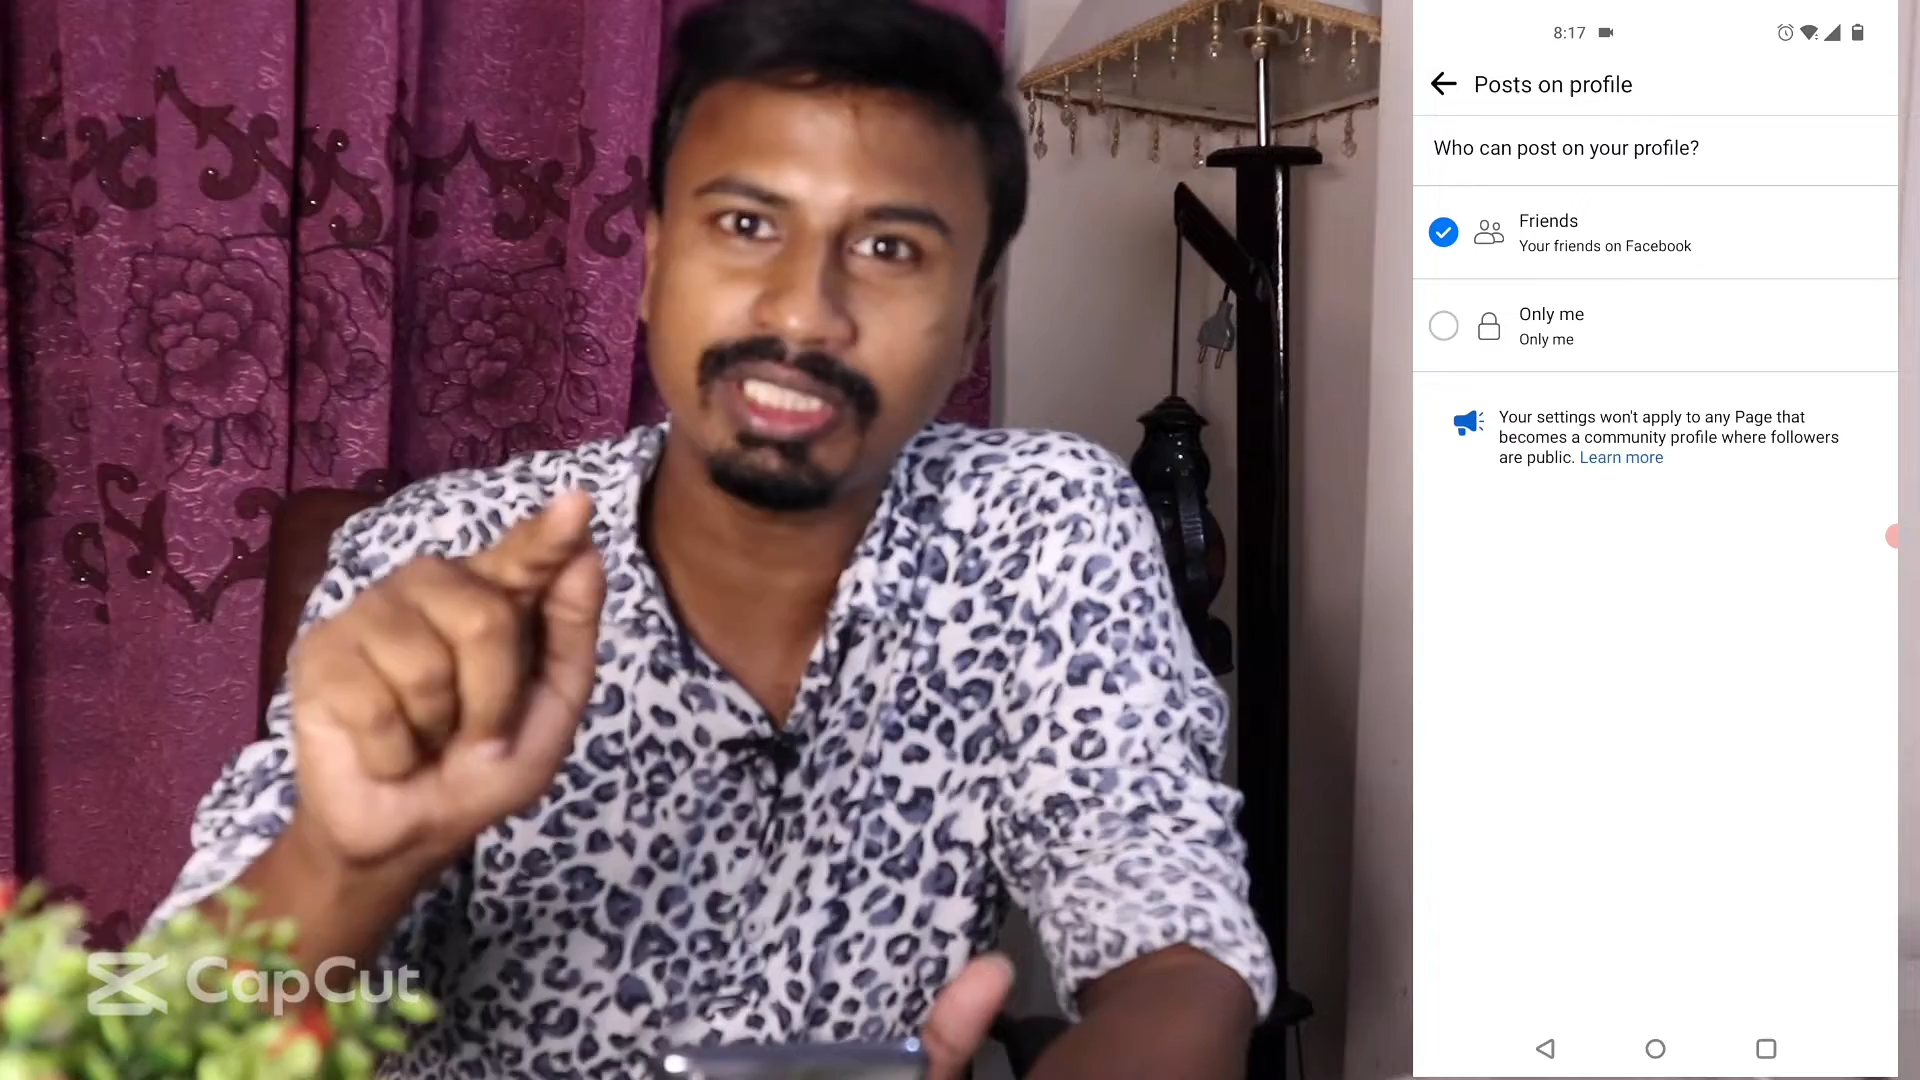 8:17
Posts on profile
Who can post on your profile?
Friends
Your friends on Facebook
Only me
Only me
Your settings won't apply to any Page that
becomes a community profile where followers
are public. Learn more
CapCut